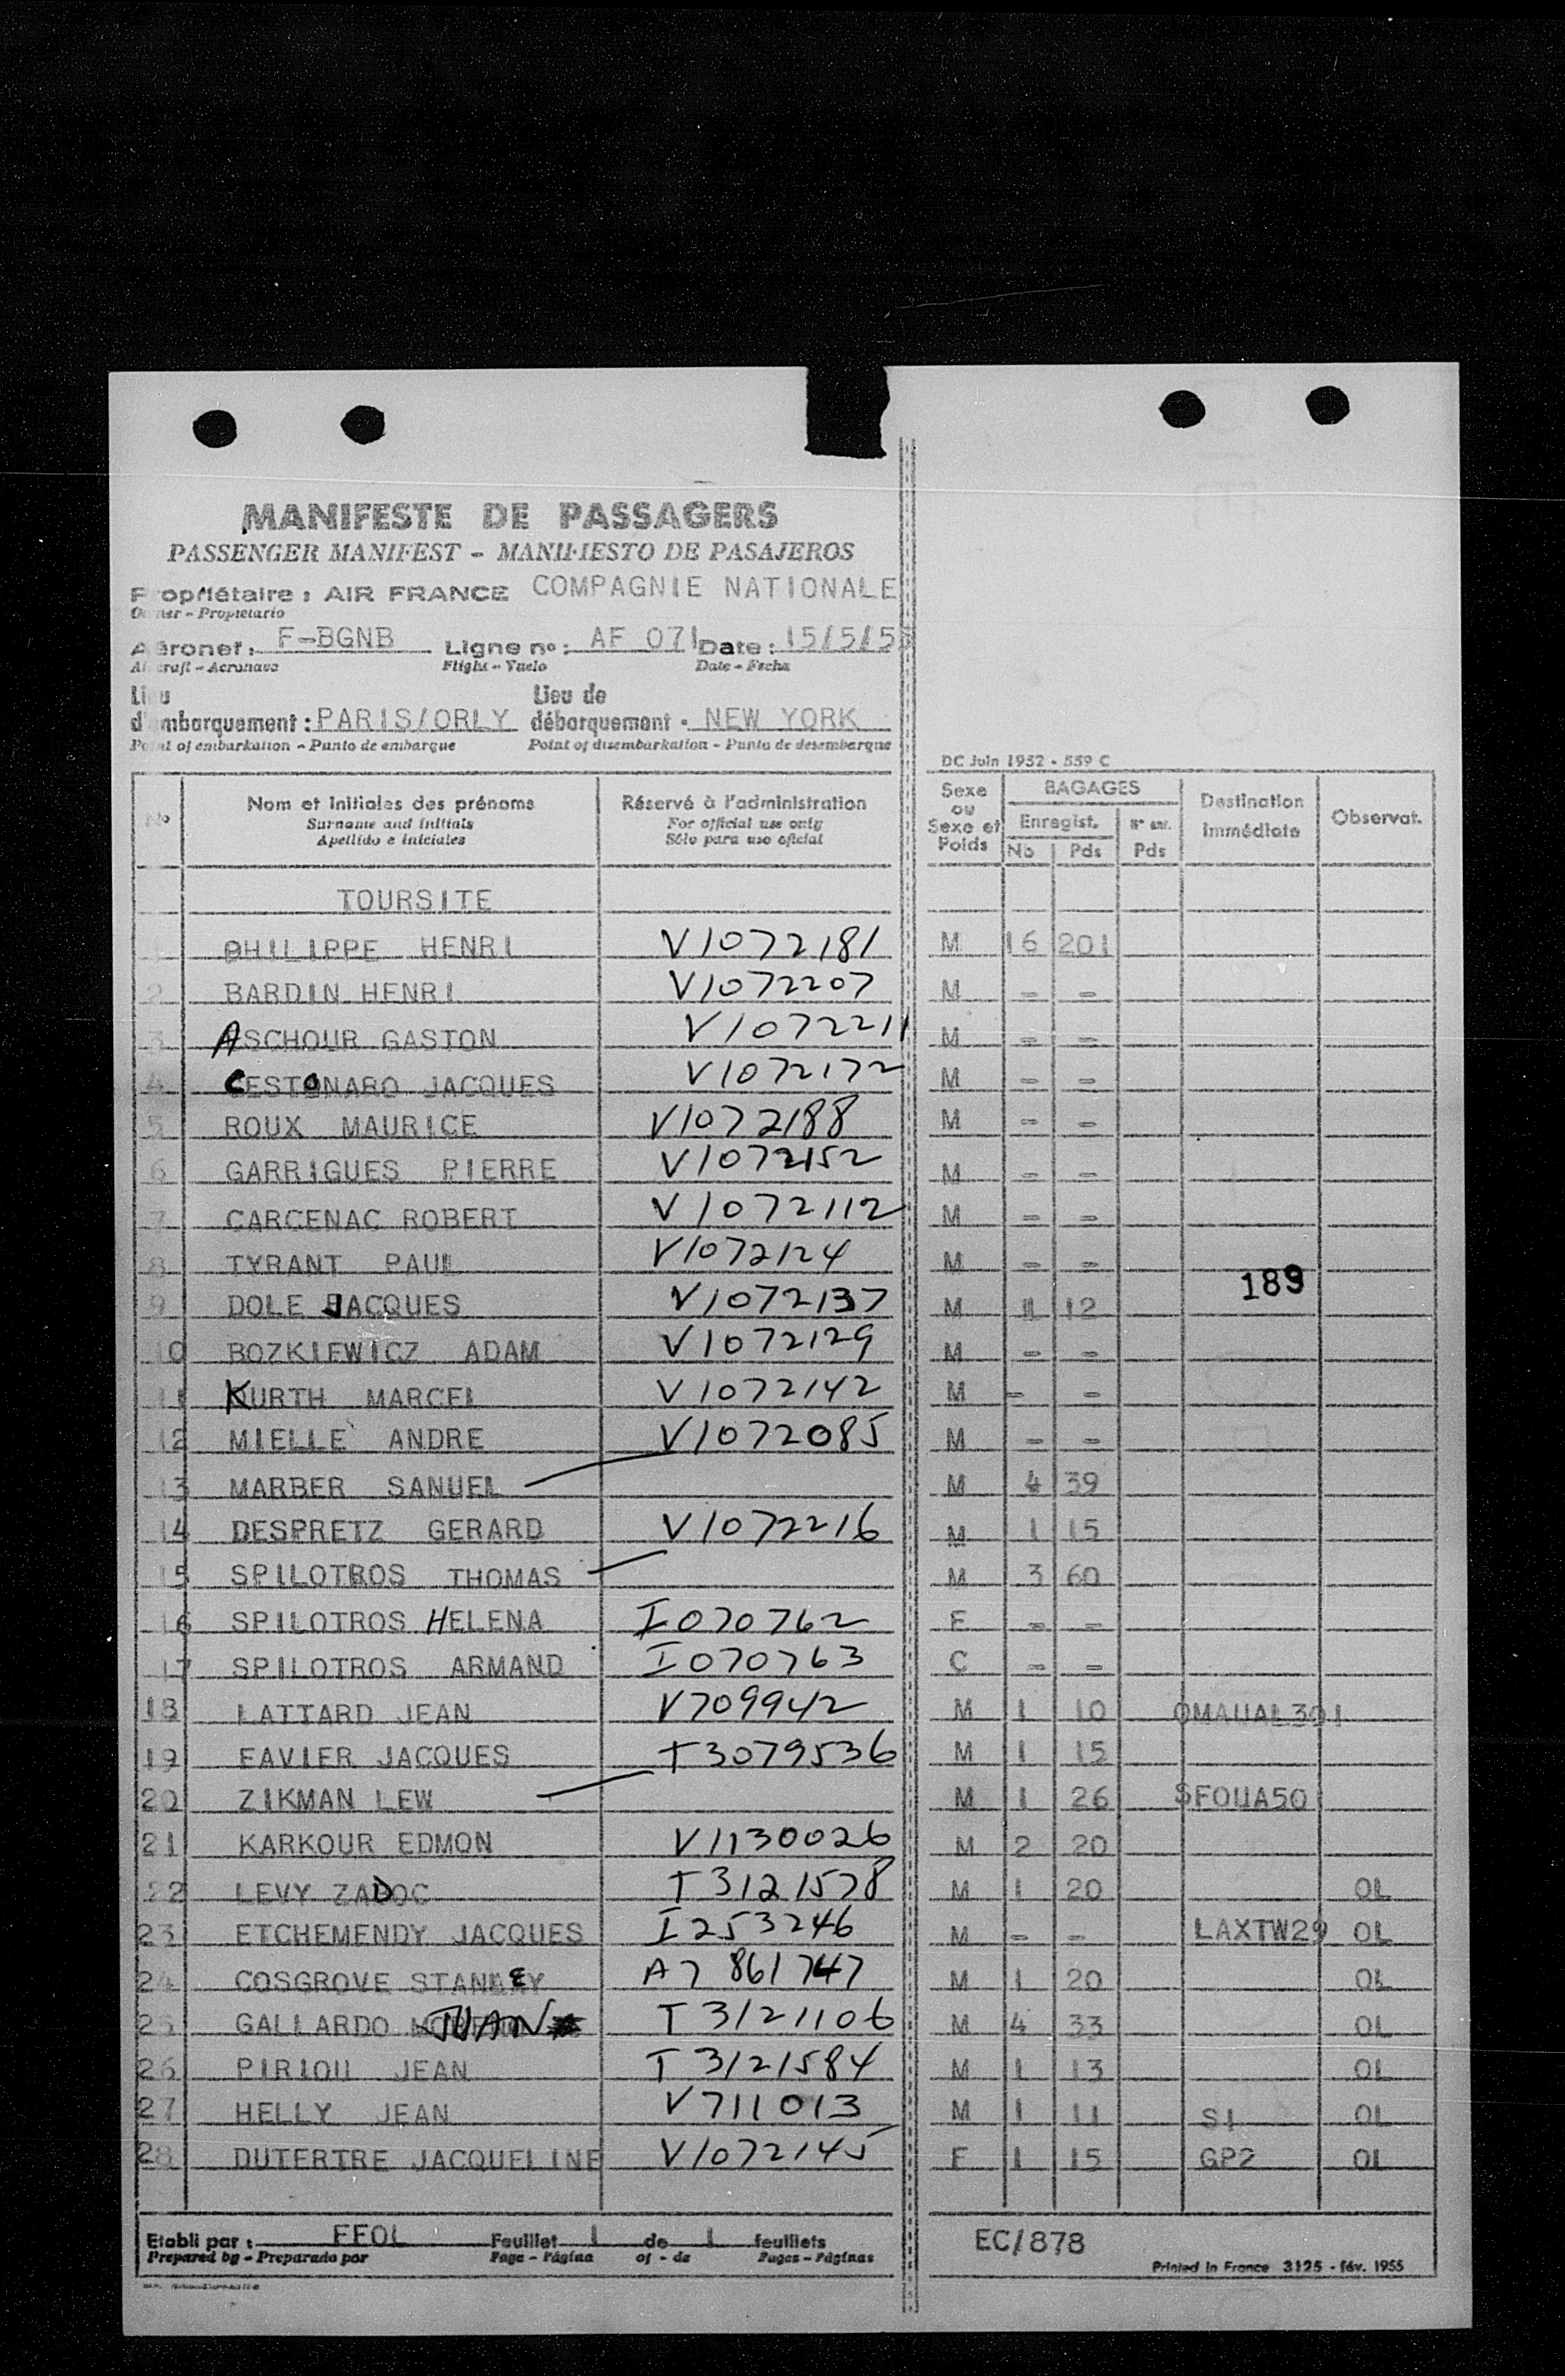 MANIFESTE DE PASSAGERS
PASSENGER MANIFEST - MANIFIESTO DE PASAJEROS
Propriétaire : AIR FRANCE COMPAGNIE NATIONALE
Owner - Propietario
Aéronef : F-BGNB Ligne no : AF 071 Date : 15/5/55
Aircraft - Aeronave Flight - Vuelo Date - Fecha
Lieu Lieu de
d'embarquement : PARIS/ORLY débarquement - NEW YORK
Point of embarkation - Punto de embarque Point of disembarkation - Punto de desembarque
DC Juin 1952 - 559 C
No Nom et initiales des prénoms Réservé à l'administration Sexe ou Sexe et Poids BAGAGES Destination immédiate Observat.
Surname and initials For official use only Enregist. N° enr.
Apellido e iniciales Sólo para uso oficial Nb Pds Pds
TOURSITE
1 PHILIPPE HENRI V1072181 M 16 201
2 BARDIN HENRI V1072207 M - -
3 ASCHOUR GASTON V1072211 M - -
4 CESTONARO JACQUES V1072172 M - -
5 ROUX MAURICE V1072188 M - -
6 GARRIGUES PIERRE V1072152 M - -
7 CARCENAC ROBERT V1072112 M - -
8 TYRANT PAUL V1072124 M - -
189
9 DOLE JACQUES V1072137 M 1 12
10 BOZKIEWICZ ADAM V1072129 M - -
11 KURTH MARCEL V1072142 M - -
12 MIELLE ANDRE V1072085 M - -
13 MARBER SANUEL M 4 39
14 DESPRETZ GERARD V1072216 M 1 15
15 SPILOTROS THOMAS M 3 60
16 SPILOTROS HELENA I070762 F - -
17 SPILOTROS ARMAND I070763 C - -
18 LATTARD JEAN V709942 M 1 10 OMAUAL301
19 FAVIER JACQUES T3079536 M 1 15
20 ZIKMAN LEW M 1 26 SFOUA501
21 KARKOUR EDMON V1130026 M 2 20
22 LEVY ZADOC T3121578 M 1 20 OL
23 ETCHEMENDY JACQUES I253246 M - - LAXTW29 OL
24 COSGROVE STANLEY A7 861747 M 1 20 OL
25 GALLARDO JUAN T3121106 M 4 33 OL
26 PIRIOU JEAN T3121584 M 1 13 OL
27 HELLY JEAN V711013 M 1 11 S1 OL
28 DUTERTRE JACQUELINE V1072145 F 1 15 GP2 OL
Etabli par : FFOL Feuillet 1 de 1 feuillets EC/878
Prepared by - Preparado por Page - Página of - de Pages - Páginas
Printed in France 3125 - fév. 1955